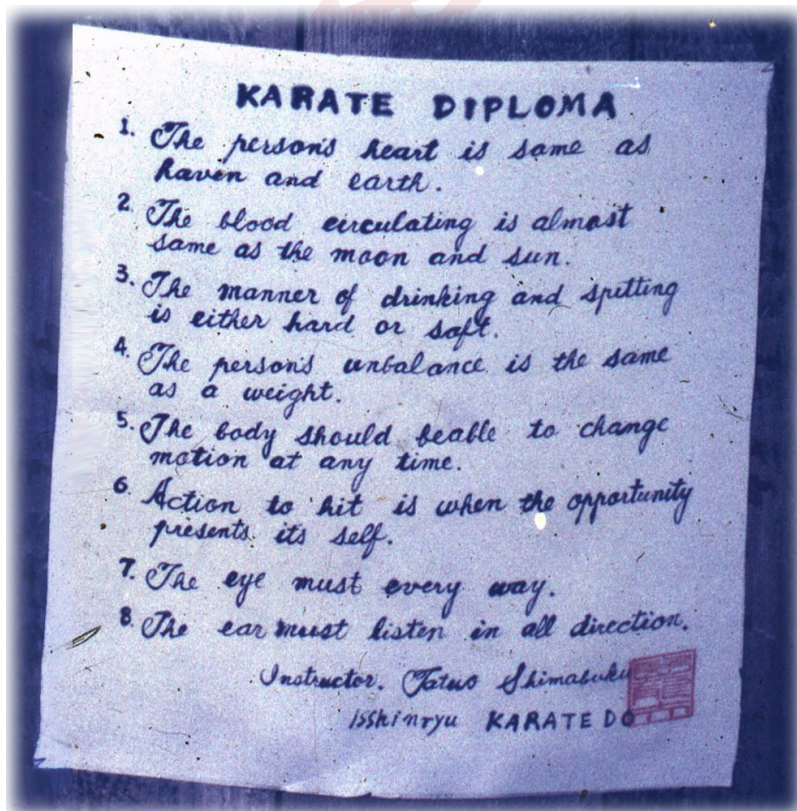 KARATE DIPLOMA
1. The person's heart is same as
haven and earth.
2. The blood circulating is almost
same as the moon and sun.
3. The manner of drinking and spitting
is either hard or soft.
4. The person's unbalance is the same
as a weight.
5. The body should beable to change
motion at any time.
6. Action to hit is when the opportunity
presents its self.
7. The eye must every way.
8. The ear must listen in all direction.
Instructor. Tatuo Shimabuku
Isshinryu KARATE DO